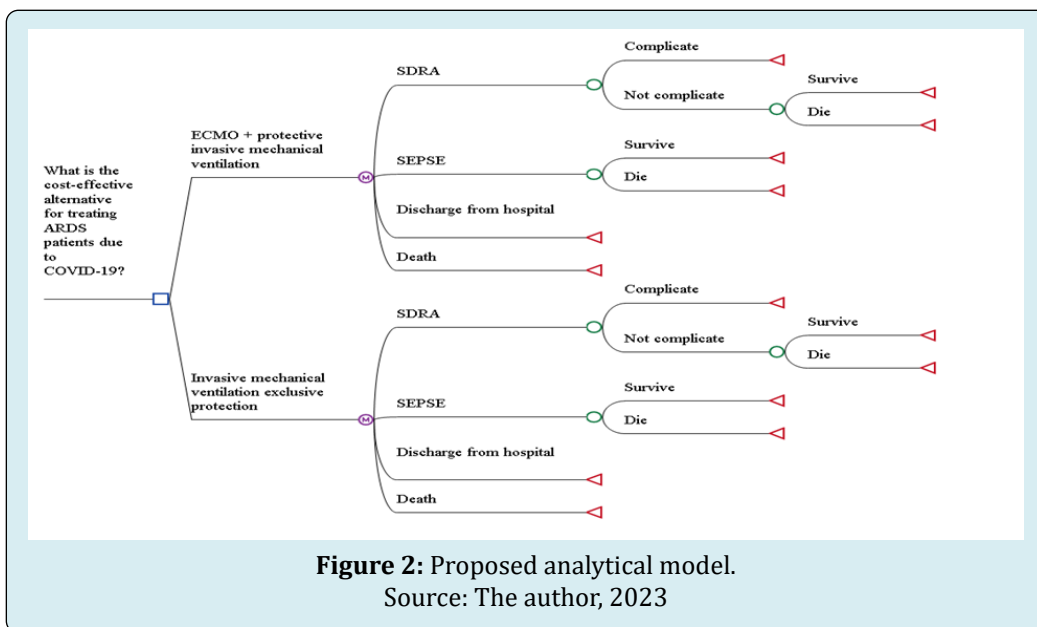 What is the
cost-effective
alternative
for treating
ARDS
patients due
to
COVID-19?
ECMO + protective
invasive mechanical
ventilation
M
SDRA
Complicate
Not complicate
Survive
Die
SEPSE
Survive
Die
Discharge from hospital
Death
Invasive mechanical
ventilation exclusive
protection
M
SDRA
Complicate
Not complicate
Survive
Die
SEPSE
Survive
Die
Discharge from hospital
Death
Figure 2: Proposed analytical model.
Source: The author, 2023